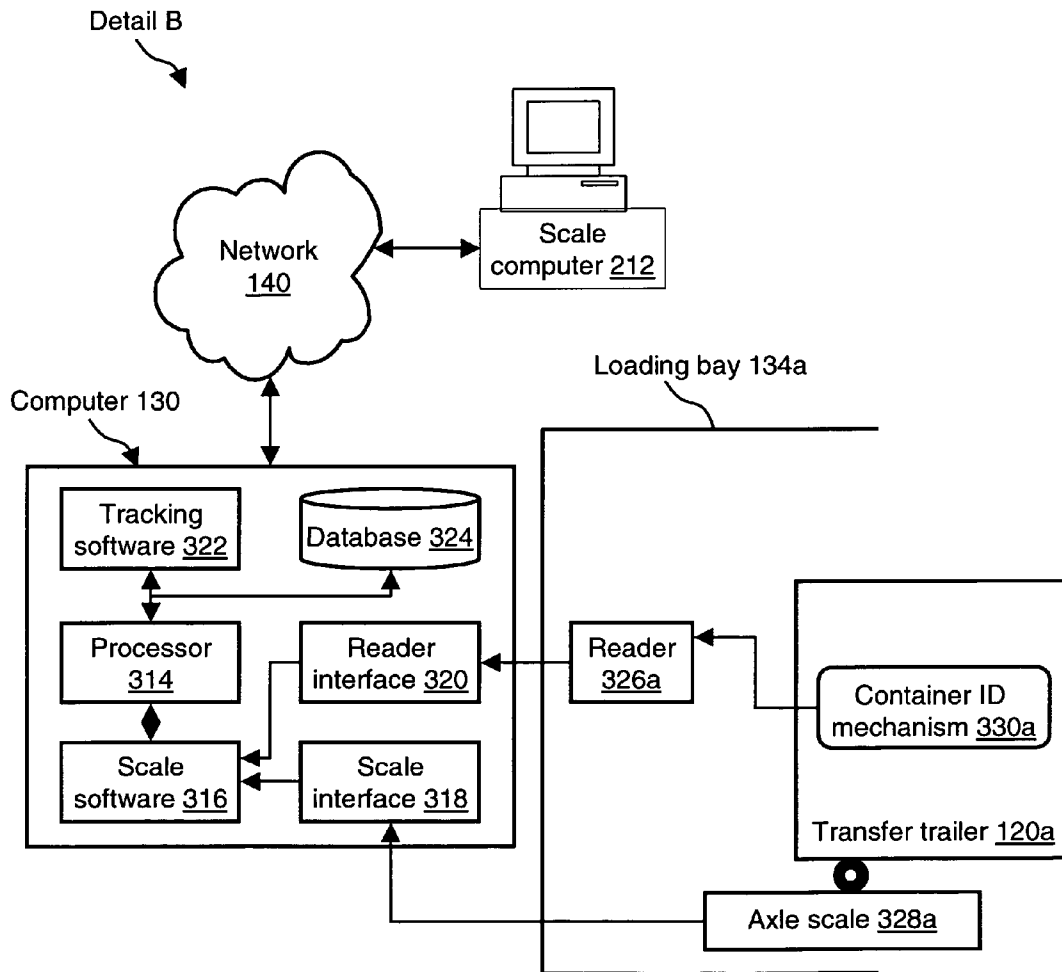 Detail B
Scale
computer 212
Network
140
Loading bay 134a
Computer 130
Tracking
software 322
Database 324
Processor
314
Reader
interface 320
Reader
326a
Container ID
mechanism 330a
Scale
software 316
Scale
interface 318
Transfer trailer 120a
Axle scale 328a